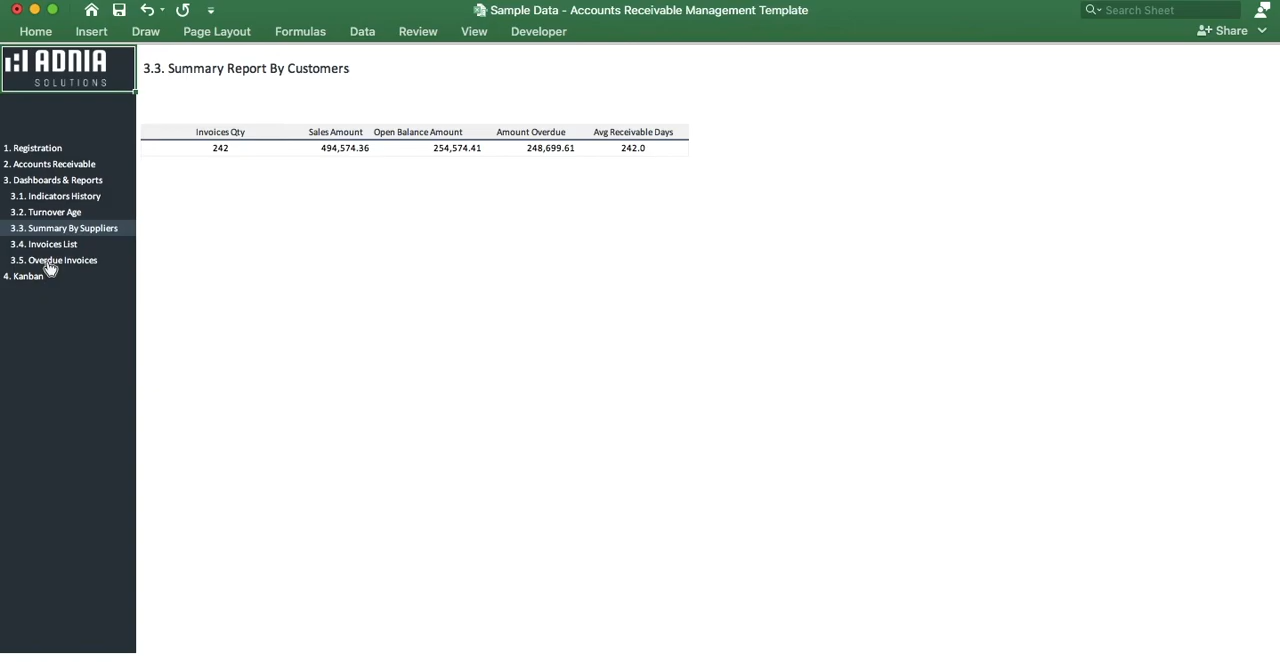 Sample Data - Accounts Receivable Management Template
Search Sheet
Home Insert Draw Page Layout Formulas Data Review View Developer
Share
ADNIA
SOLUTIONS
3.3. Summary Report By Customers
Invoices Qty Sales Amount Open Balance Amount Amount Overdue Avg Receivable Days
242 494,574.36 254,574.41 248,699.61 242.0
1. Registration
2. Accounts Receivable
3. Dashboards & Reports
3.1. Indicators History
3.2. Turnover Age
3.3. Summary By Suppliers
3.4. Invoices List
3.5. Overdue Invoices
4. Kanban